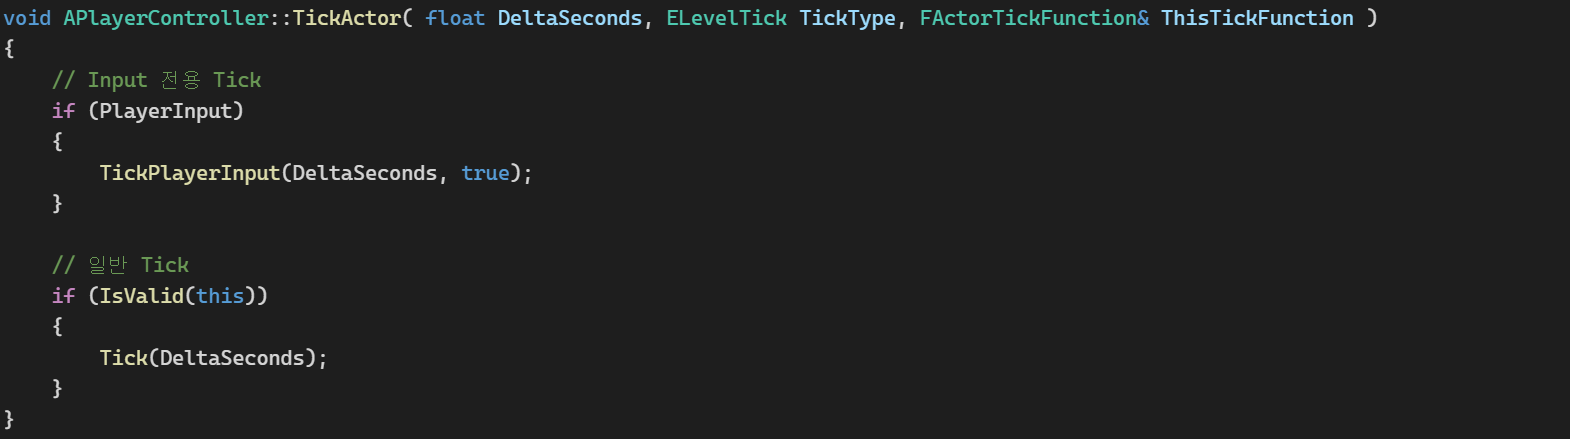 void APlayerController::TickActor( float DeltaSeconds, ELevelTick TickType, FActorTickFunction& ThisTickFunction )
{
    // Input 전용 Tick
    if (PlayerInput)
    {
        TickPlayerInput(DeltaSeconds, true);
    }

    // 일반 Tick
    if (IsValid(this))
    {
        Tick(DeltaSeconds);
    }
}